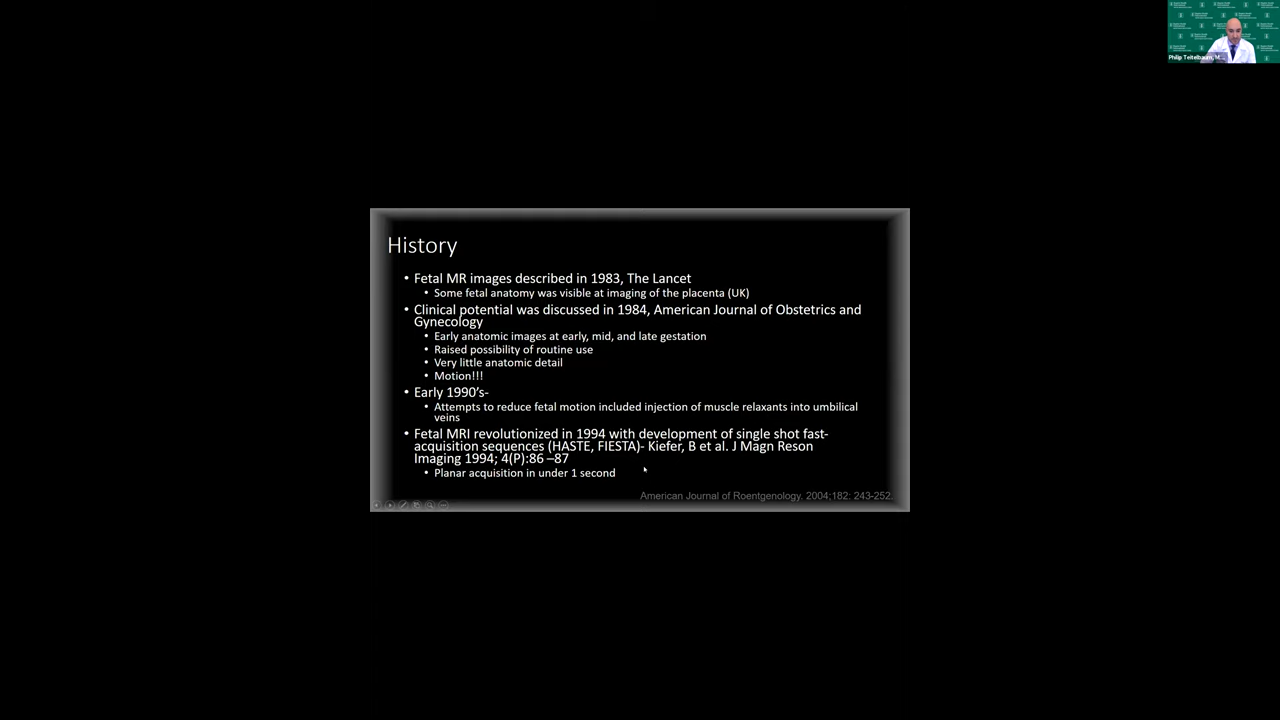 Philip Teitelbaum, M...
History
• Fetal MR images described in 1983, The Lancet
• Some fetal anatomy was visible at imaging of the placenta (UK)
• Clinical potential was discussed in 1984, American Journal of Obstetrics and
Gynecology
• Early anatomic images at early, mid, and late gestation
• Raised possibility of routine use
• Very little anatomic detail
• Motion!!!
• Early 1990's-
• Attempts to reduce fetal motion included injection of muscle relaxants into umbilical
veins
• Fetal MRI revolutionized in 1994 with development of single shot fast-
acquisition sequences (HASTE, FIESTA)- Kiefer, B et al. J Magn Reson
Imaging 1994; 4(P):86 –87
• Planar acquisition in under 1 second
American Journal of Roentgenology. 2004;182: 243-252.